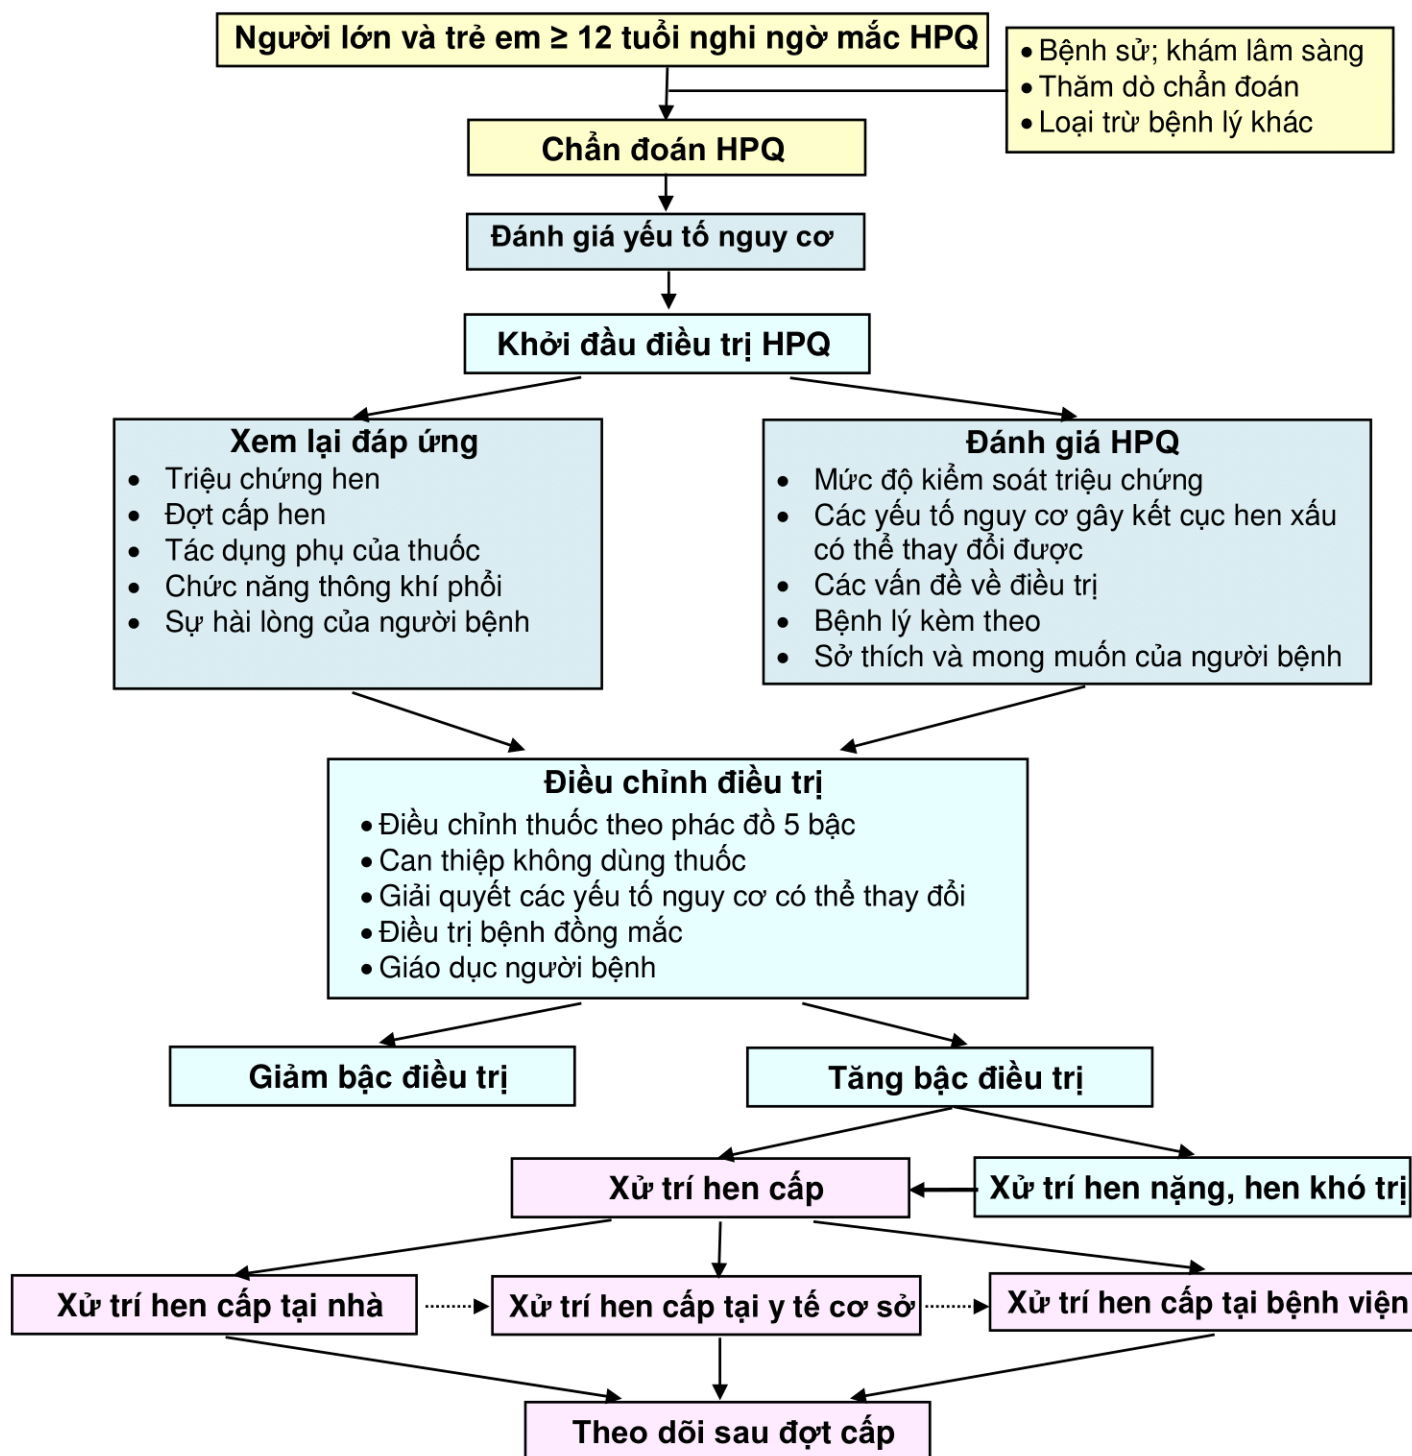 Người lớn và trẻ em ≥ 12 tuổi nghi ngờ mắc HPQ
• Bệnh sử; khám lâm sàng
• Thăm dò chẩn đoán
• Loại trừ bệnh lý khác
Chẩn đoán HPQ
Đánh giá yếu tố nguy cơ
Khởi đầu điều trị HPQ
Xem lại đáp ứng
• Triệu chứng hen
• Đợt cấp hen
• Tác dụng phụ của thuốc
• Chức năng thông khí phổi
• Sự hài lòng của người bệnh
Đánh giá HPQ
• Mức độ kiểm soát triệu chứng
• Các yếu tố nguy cơ gây kết cục hen xấu
có thể thay đổi được
• Các vấn đề về điều trị
• Bệnh lý kèm theo
• Sở thích và mong muốn của người bệnh
Điều chỉnh điều trị
• Điều chỉnh thuốc theo phác đồ 5 bậc
• Can thiệp không dùng thuốc
• Giải quyết các yếu tố nguy cơ có thể thay đổi
• Điều trị bệnh đồng mắc
• Giáo dục người bệnh
Giảm bậc điều trị
Tăng bậc điều trị
Xử trí hen cấp
Xử trí hen nặng, hen khó trị
Xử trí hen cấp tại nhà
Xử trí hen cấp tại y tế cơ sở
Xử trí hen cấp tại bệnh viện
Theo dõi sau đợt cấp